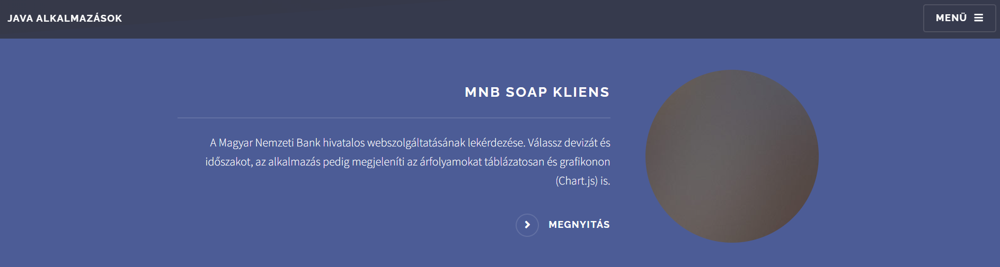 JAVA ALKALMAZÁSOK
MENÜ
MNB SOAP KLIENS
A Magyar Nemzeti Bank hivatalos webszolgáltatásának lekérdezése. Válassz devizát és
időszakot, az alkalmazás pedig megjeleníti az árfolyamokat táblázatosan és grafikonon
(Chart.js) is.
MEGNYITÁS